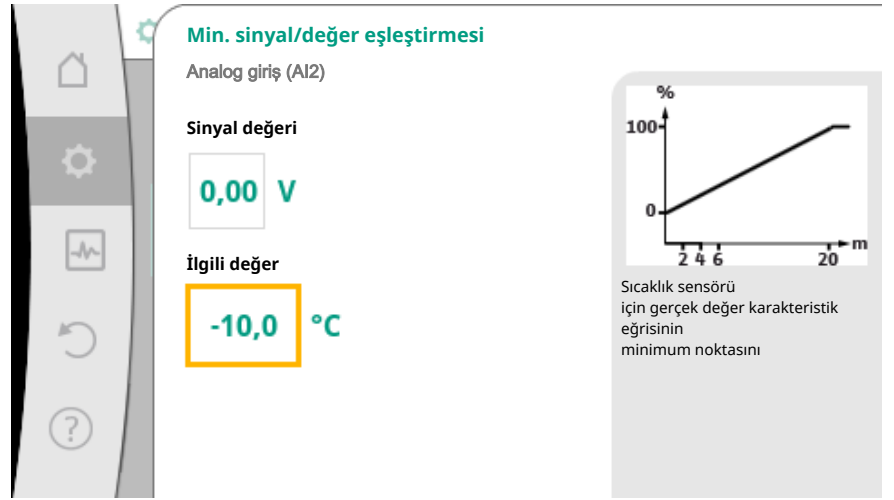 Min. sinyal/değer eşleştirmesi
Analog giriş (AI2)
Sinyal değeri
0,00 V
İlgili değer
-10,0 °C
%
100
0
2 4 6 20
m
Sıcaklık sensörü
için gerçek değer karakteristik
eğrisinin
minimum noktasını
?